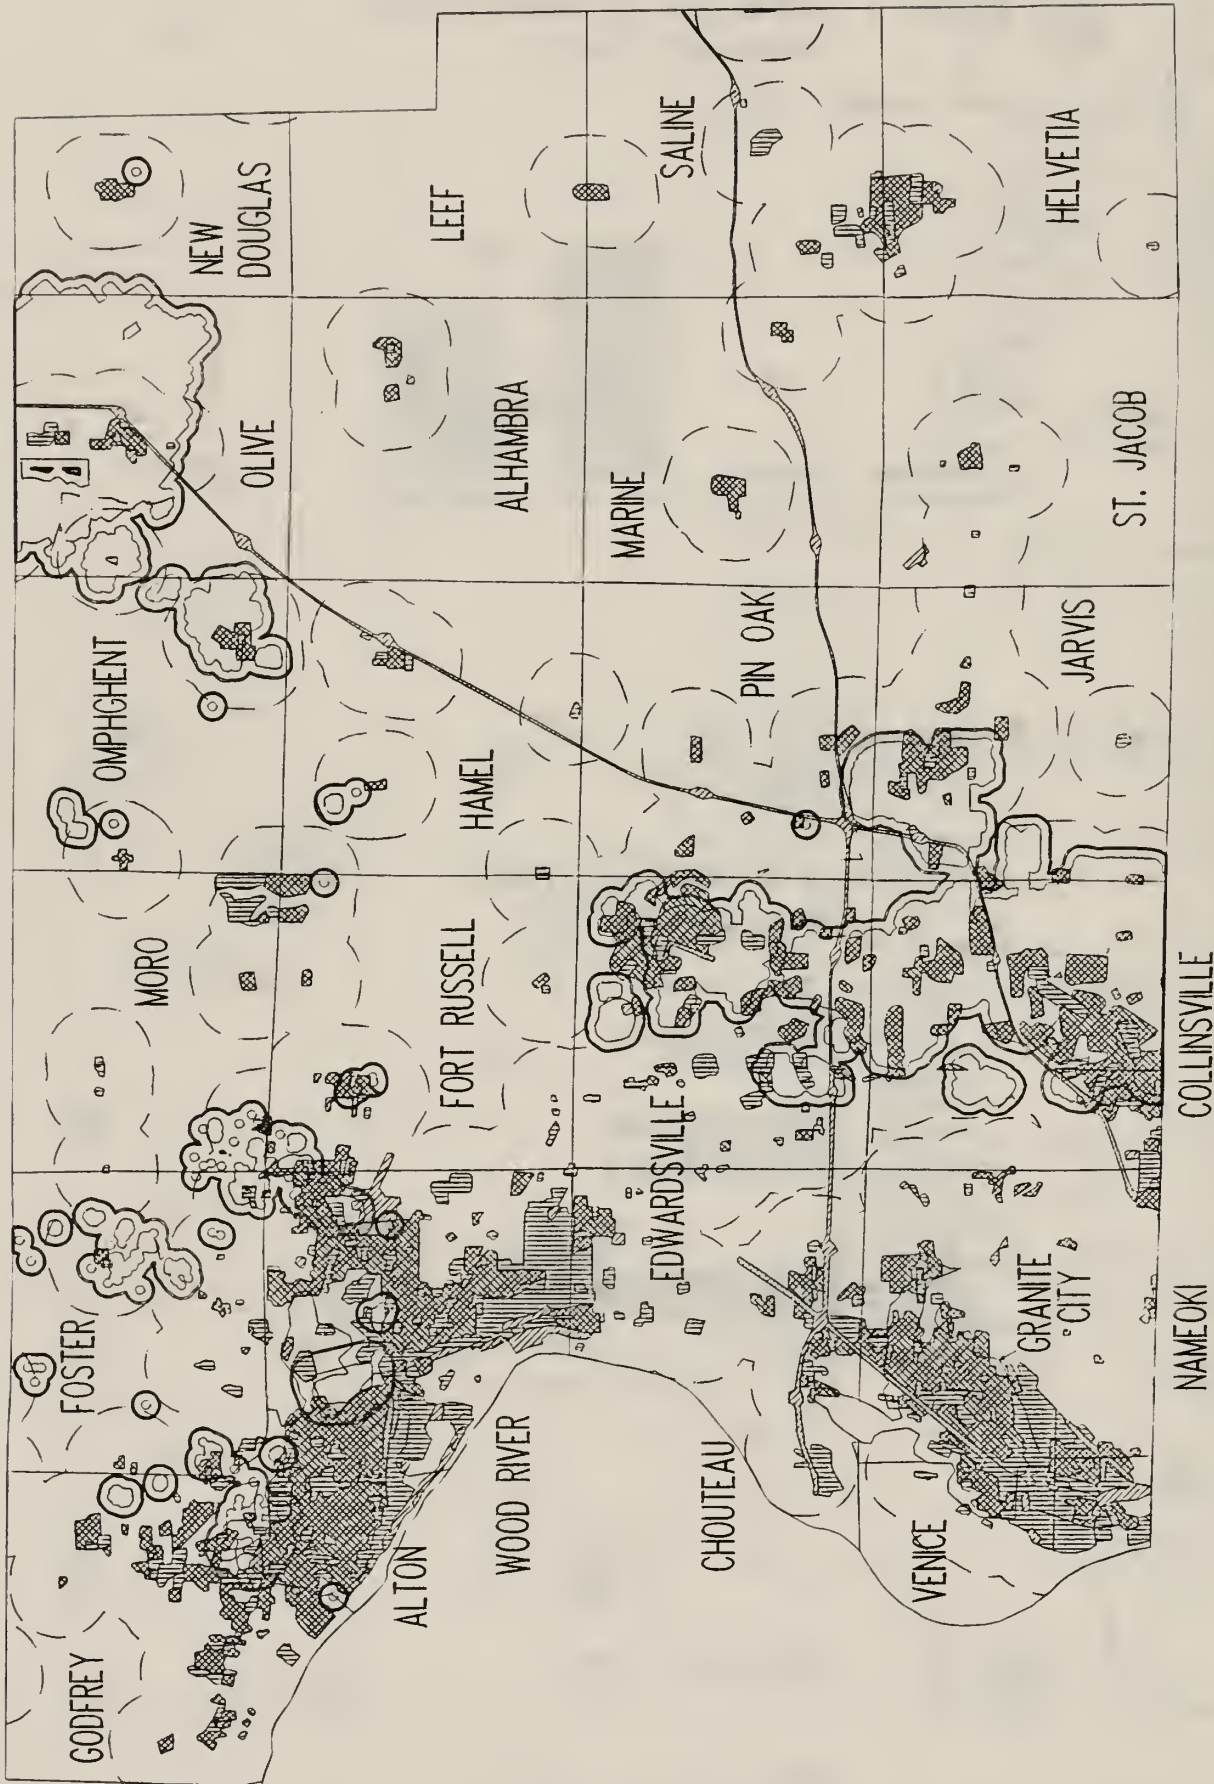 GODFREY
FOSTER
MORO
OMPHGHENT
OLIVE
NEW
DOUGLAS
ALTON
WOOD RIVER
FORT RUSSELL
HAMEL
ALHAMBRA
LEEF
CHOUTEAU
EDWARDSVILLE
PIN OAK
MARINE
SALINE
VENICE
GRANITE
CITY
NAMEOKI
COLLINSVILLE
JARVIS
ST. JACOB
HELVETIA